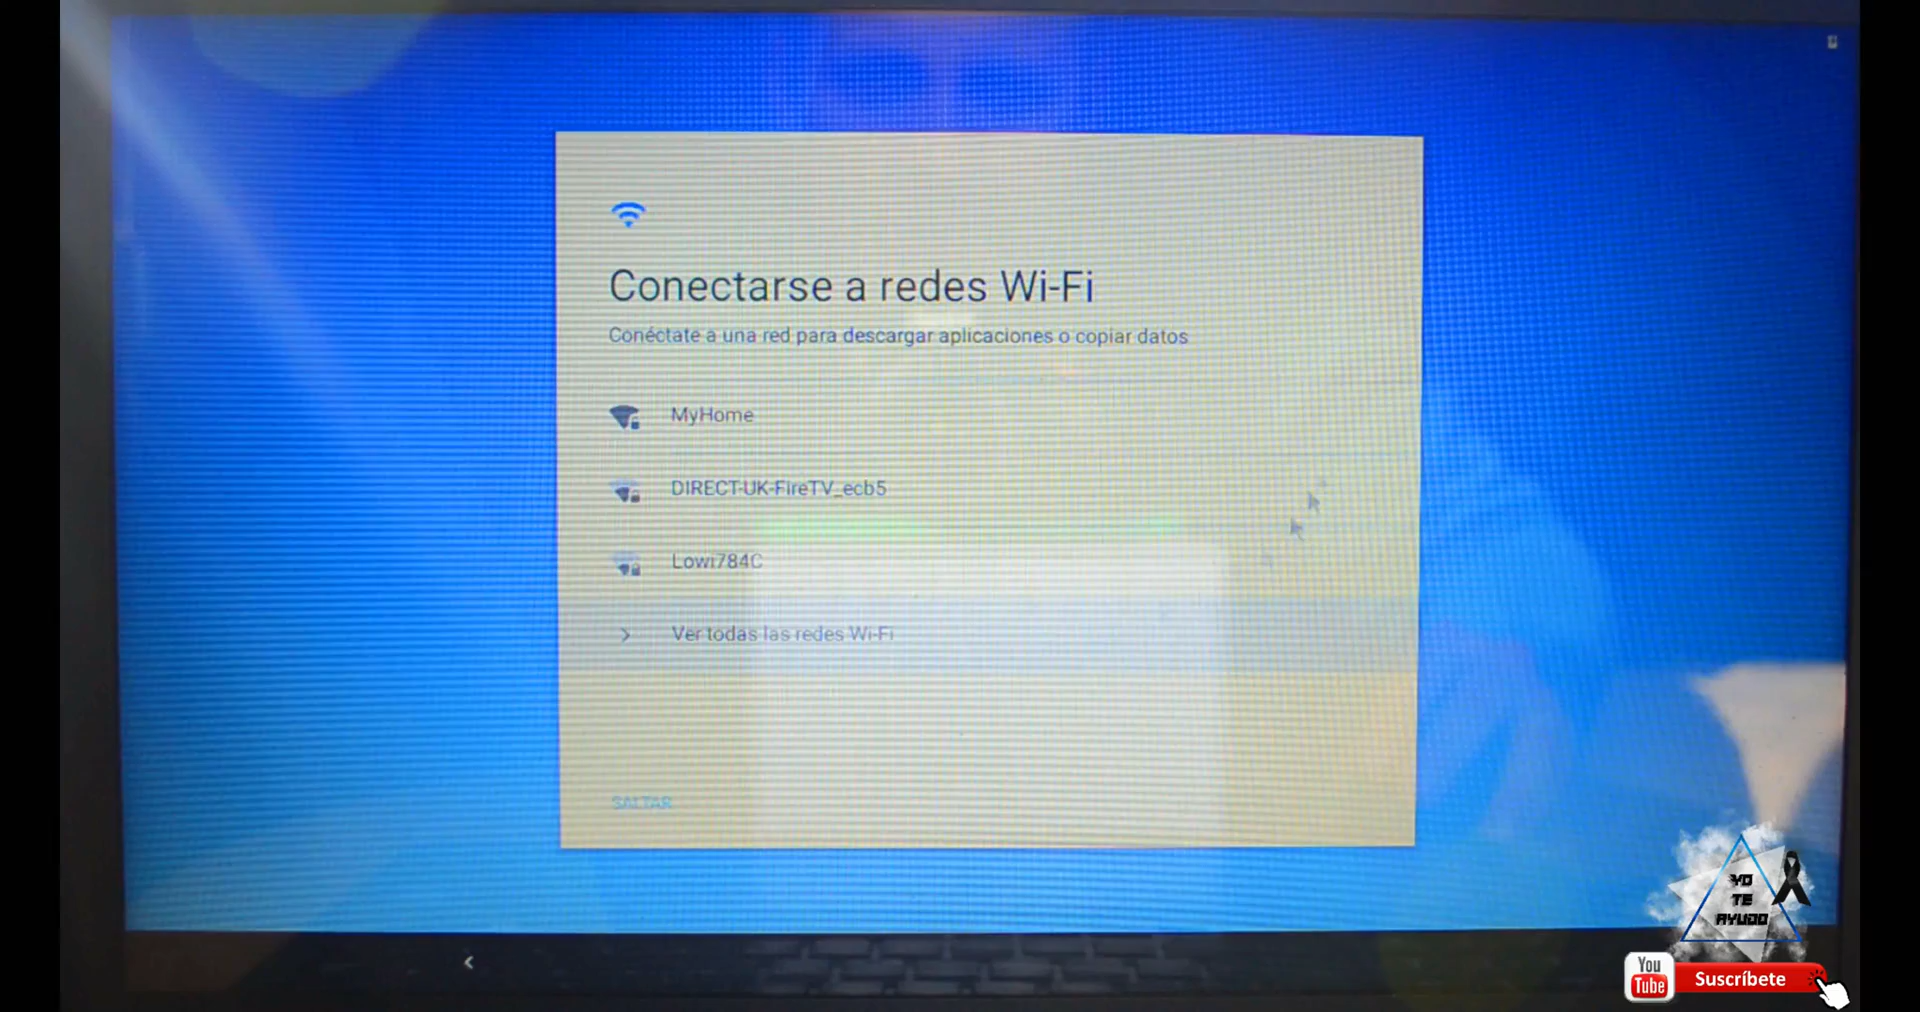 Conectarse a redes Wi-Fi
Conéctate a una red para descargar aplicaciones o copiar datos
MyHome
DIRECT-UK-FireTV_ecb5
Lowi784C
Ver todas las redes Wi-Fi
SALTAR
YO
TE
AYUDO
You
Tube
Suscríbete